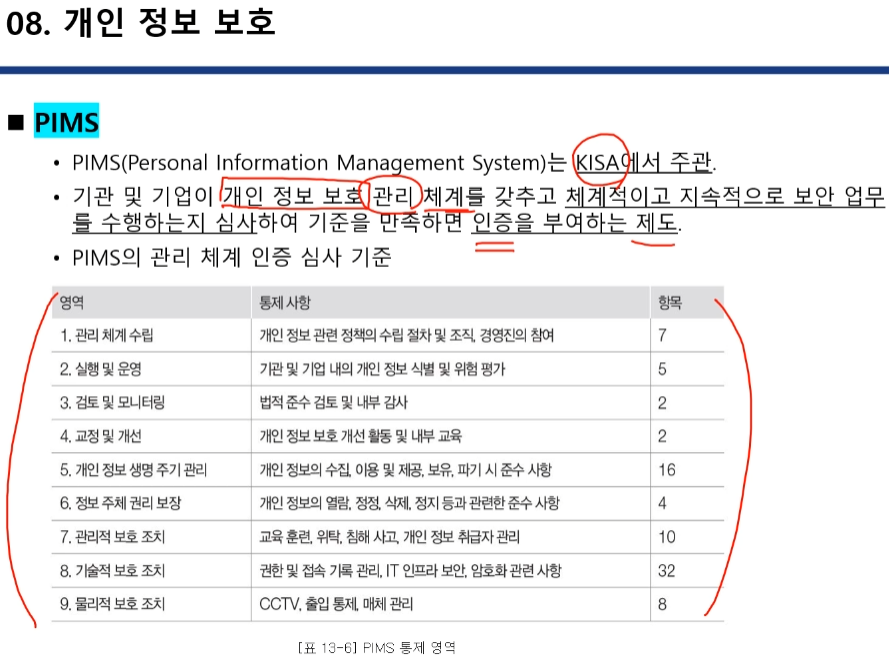 08. 개인 정보 보호
■ PIMS
• PIMS(Personal Information Management System)는 KISA에서 주관.
• 기관 및 기업이 개인 정보 보호 관리 체계를 갖추고 체계적이고 지속적으로 보안 업무
를 수행하는지 심사하여 기준을 만족하면 인증을 부여하는 제도.
• PIMS의 관리 체계 인증 심사 기준
영역 통제 사항 항목
1. 관리 체계 수립 개인 정보 관련 정책의 수립 절차 및 조직, 경영진의 참여 7
2. 실행 및 운영 기관 및 기업 내의 개인 정보 식별 및 위험 평가 5
3. 검토 및 모니터링 법적 준수 검토 및 내부 감사 2
4. 교정 및 개선 개인 정보 보호 개선 활동 및 내부 교육 2
5. 개인 정보 생명 주기 관리 개인 정보의 수집, 이용 및 제공, 보유, 파기 시 준수 사항 16
6. 정보 주체 권리 보장 개인 정보의 열람, 정정, 삭제, 정지 등과 관련한 준수 사항 4
7. 관리적 보호 조치 교육 훈련, 위탁, 침해 사고, 개인 정보 취급자 관리 10
8. 기술적 보호 조치 권한 및 접속 기록 관리, IT 인프라 보안, 암호화 관련 사항 32
9. 물리적 보호 조치 CCTV, 출입 통제, 매체 관리 8
[표 13-6] PIMS 통제 영역